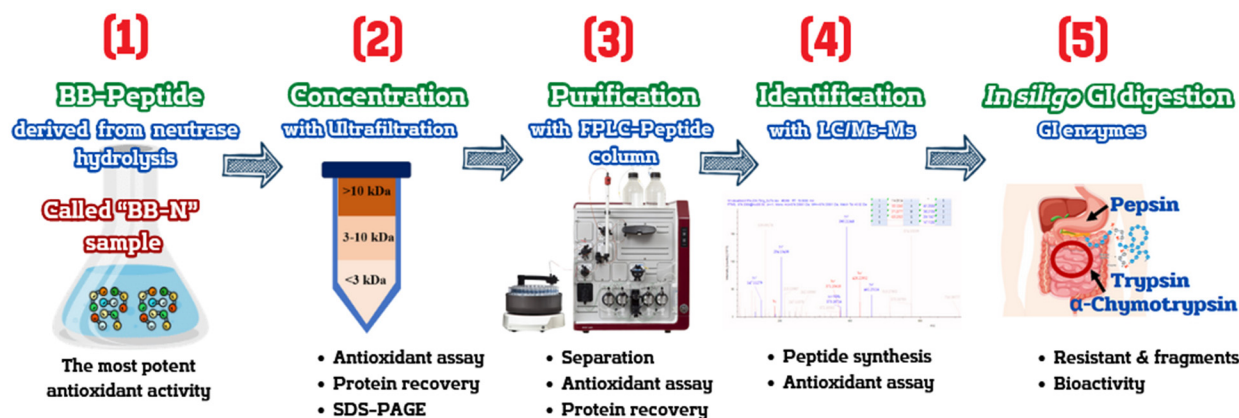 (1)
BB-Peptide
derived from neutrase
hydrolysis
Called "BB-N"
sample
The most potent
antioxidant activity
(2)
Concentration
with Ultrafiltration
>10 kDa
3-10 kDa
<3 kDa
• Antioxidant assay
• Protein recovery
• SDS-PAGE
(3)
Purification
with FPLC-Peptide
column
• Separation
• Antioxidant assay
• Protein recovery
(4)
Identification
with LC/Ms-Ms
• Peptide synthesis
• Antioxidant assay
(5)
In siligo GI digestion
GI enzymes
Pepsin
Trypsin
α-Chymotrypsin
• Resistant & fragments
• Bioactivity